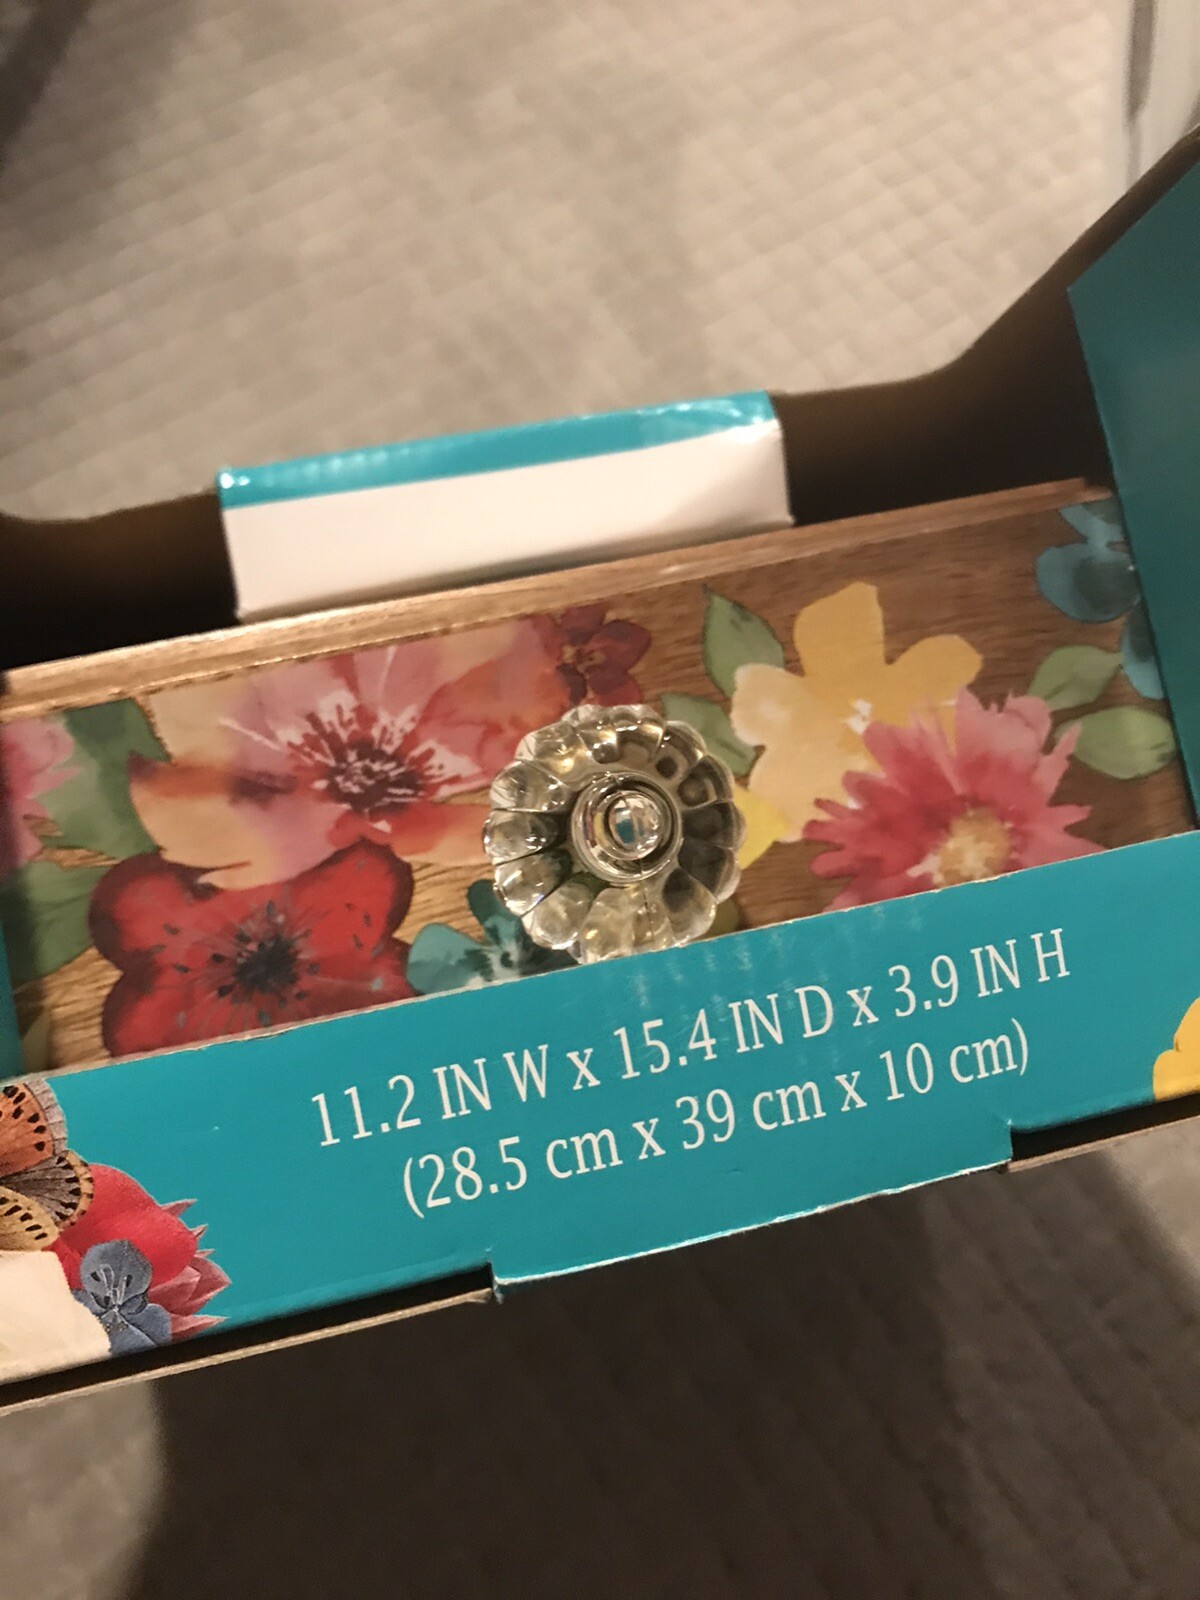 11.2 IN W x 15.4 IN D x 3.9 IN H
(28.5 cm x 39 cm x 10 cm)